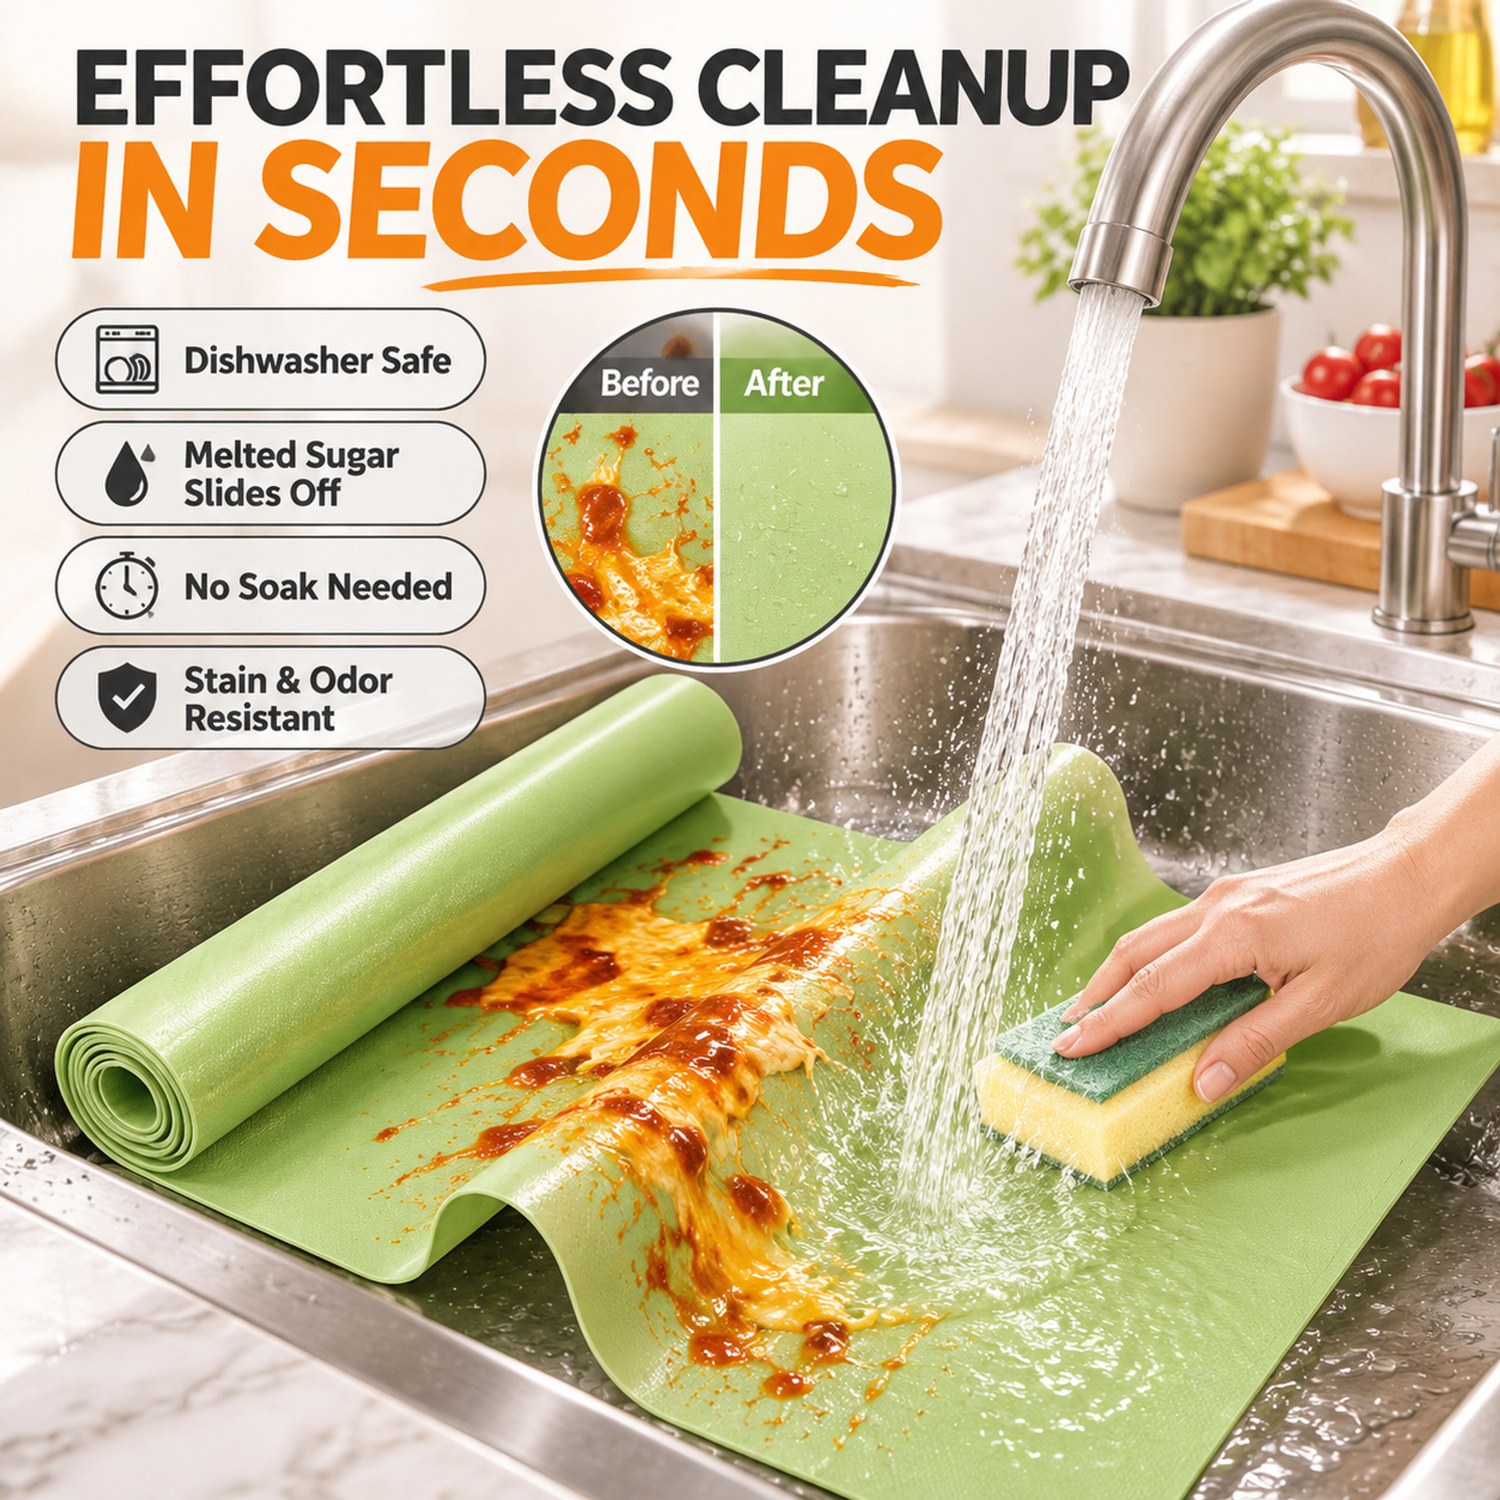 EFFORTLESS CLEANUP
IN SECONDS
Dishwasher Safe
Melted Sugar
Slides Off
No Soak Needed
Stain & Odor
Resistant
Before
After